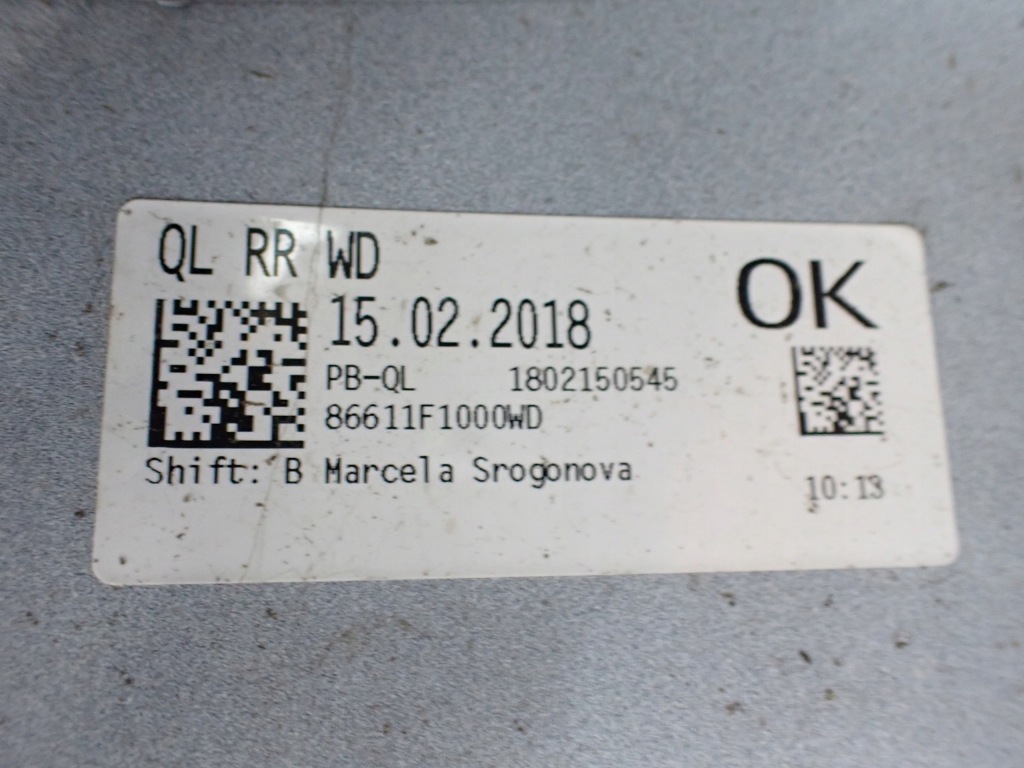 QL RR WD
OK
15.02.2018
PB-QL 1802150545
86611F1000WD
Shift: B Marcela Srogonova
10:13